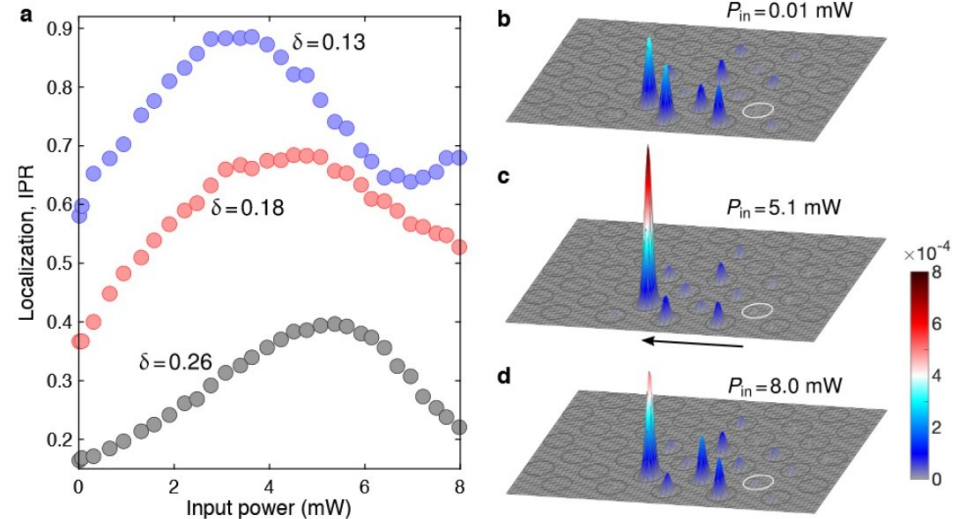 a
0.9
0.8
0.7
0.6
0.5
0.4
0.3
0.2
Localization, IPR
δ=0.13
δ=0.18
δ=0.26
0
2
4
6
8
Input power (mW)
b
P_in=0.01 mW
c
P_in=5.1 mW
d
P_in=8.0 mW
×10⁻⁴
8
6
4
2
0